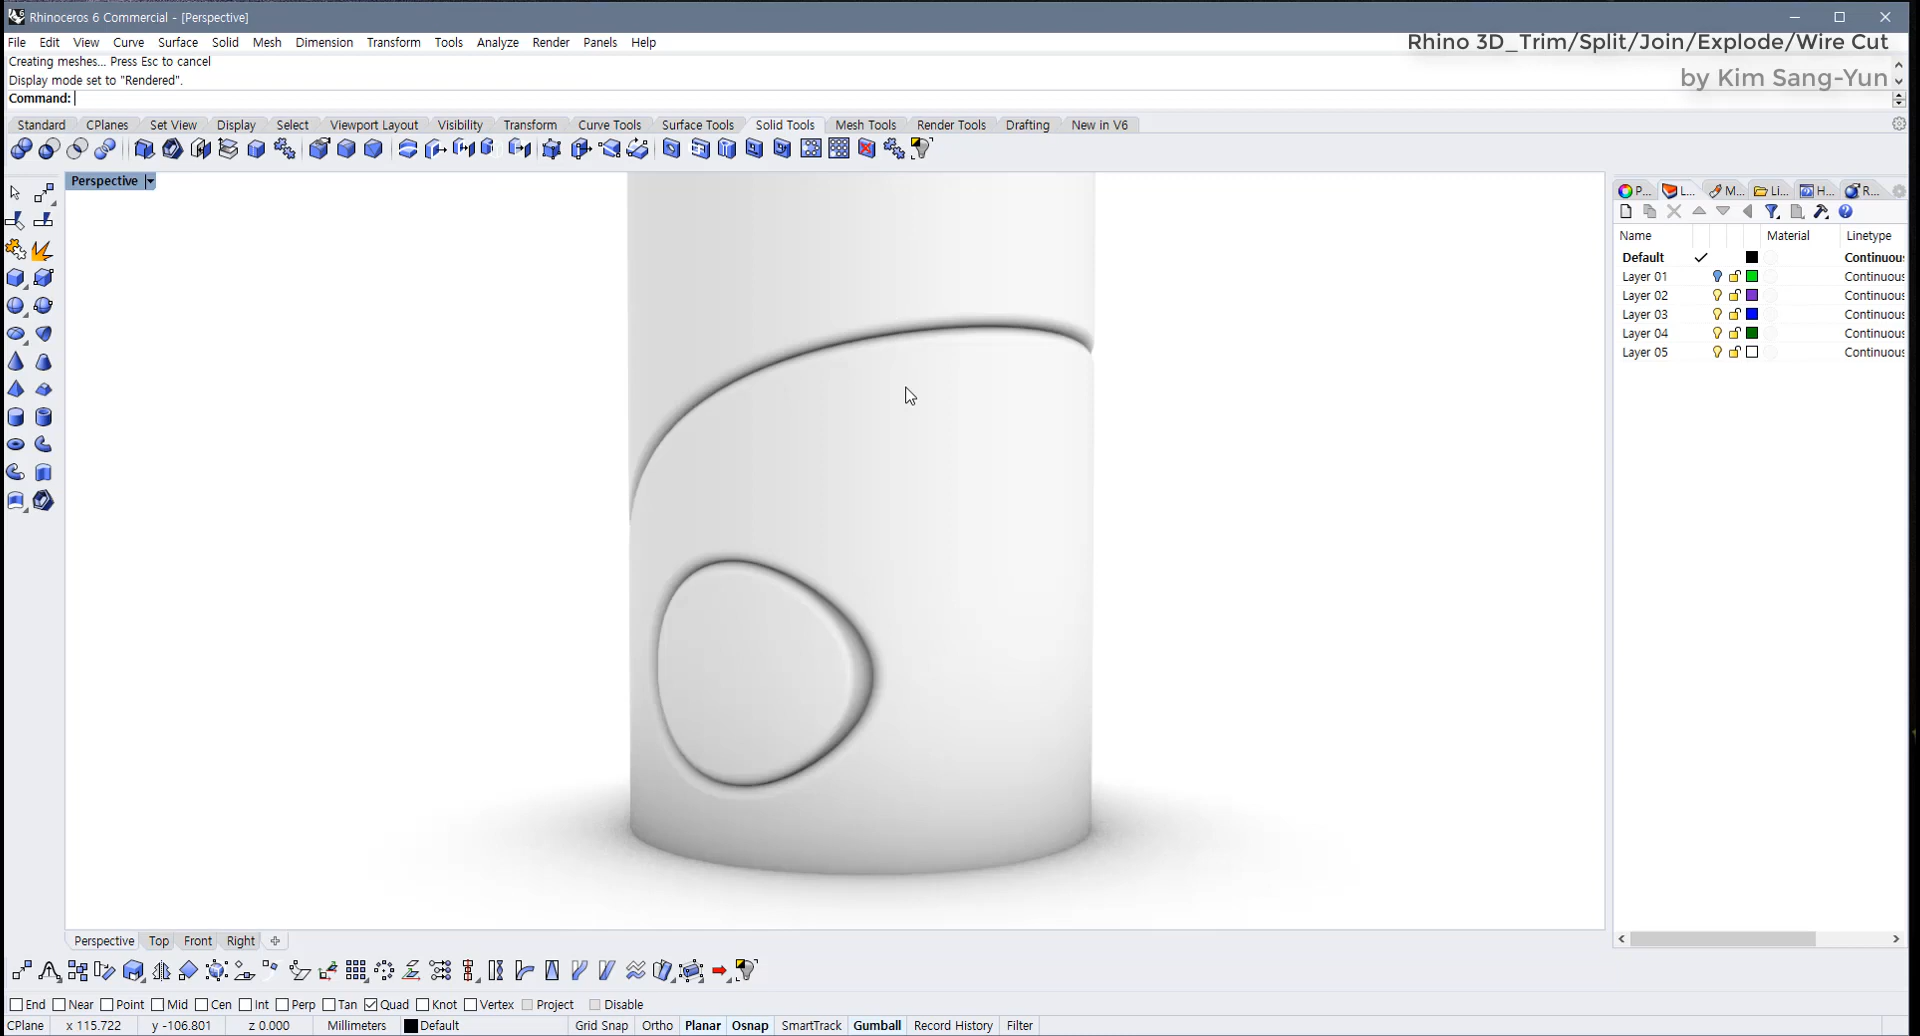 Rhinoceros 6 Commercial - [Perspective]
File Edit View Curve Surface Solid Mesh Dimension Transform Tools Analyze Render Panels Help
Rhino 3D_Trim/Split/Join/Explode/Wire Cut
by Kim Sang-Yun
Creating meshes... Press Esc to cancel
Display mode set to "Rendered".
Command:
Standard CPlanes Set View Display Select Viewport Layout Visibility Transform Curve Tools Surface Tools Solid Tools Mesh Tools Render Tools Drafting New in V6
Perspective
P... L... M... Li... H... R...
Name Material Linetype
Default Continuou
Layer 01 Continuous
Layer 02 Continuous
Layer 03 Continuous
Layer 04 Continuous
Layer 05 Continuous
Perspective Top Front Right
End Near Point Mid Cen Int Perp Tan Quad Knot Vertex Project Disable
CPlane x 115.722 y -106.801 z 0.000 Millimeters Default Grid Snap Ortho Planar Osnap SmartTrack Gumball Record History Filter